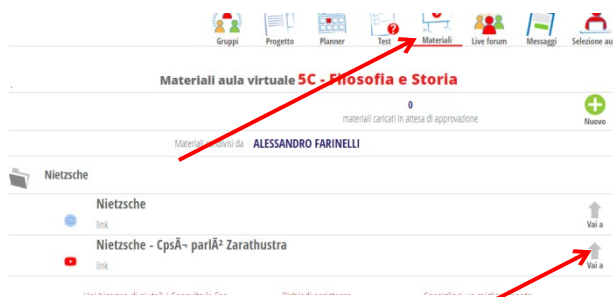 Gruppi Progetto Planner Test Materiali Live forum Messaggi Selezione au
Materiali aula virtuale 5C - Filosofia e Storia
0
materiali caricati in attesa di approvazione
Nuovo
Materiali condivisi da ALESSANDRO FARINELLI
Nietzsche
Nietzsche
link
Vai a
Nietzsche - CpsÃ¬ parlÃ² Zarathustra
link
Vai a